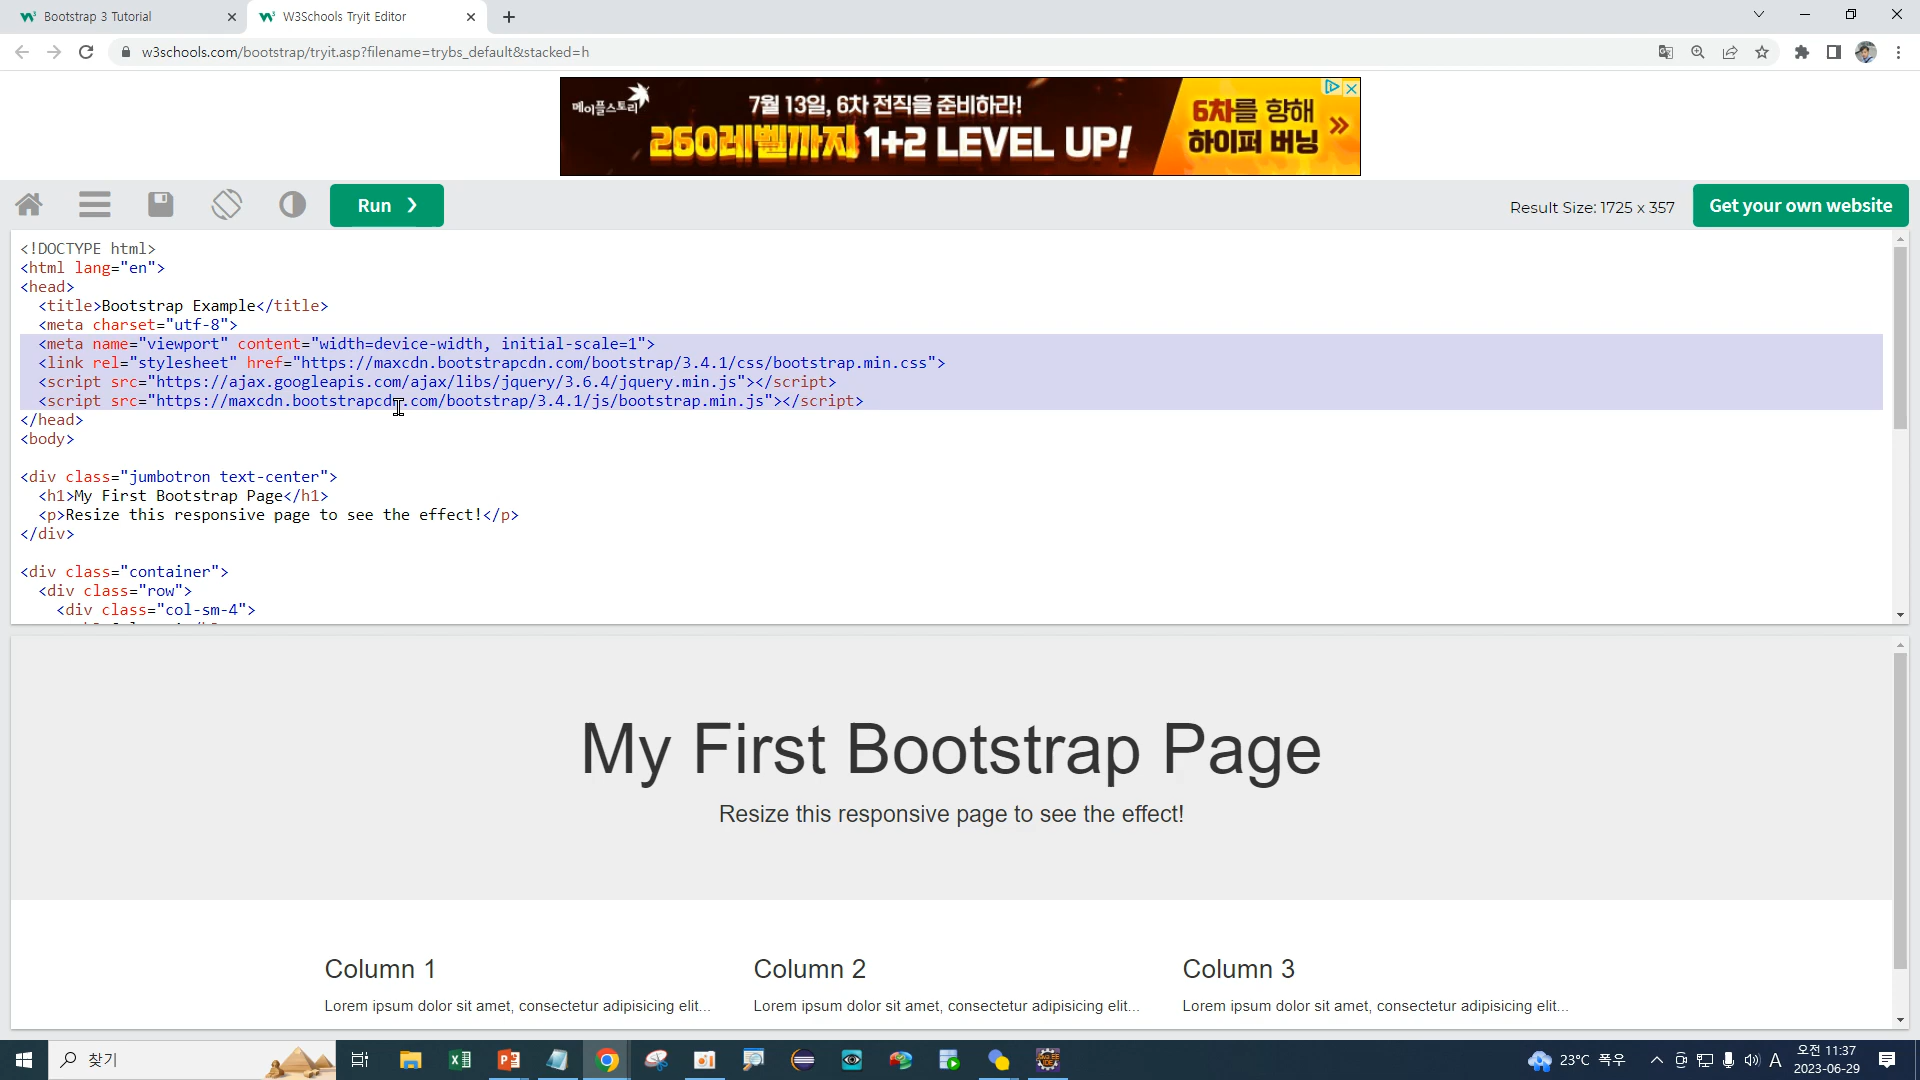 Bootstrap 3 Tutorial
W3Schools Tryit Editor
w3schools.com/bootstrap/tryit.asp?filename=trybs_default&stacked=h
메이플스토리
7월 13일, 6차 전직을 준비하라!
260레벨까지 1+2 LEVEL UP!
6차를 향해
하이퍼 버닝
Run ❯
Result Size: 1725 x 357
Get your own website
<!DOCTYPE html>
<html lang="en">
<head>
  <title>Bootstrap Example</title>
  <meta charset="utf-8">
  <meta name="viewport" content="width=device-width, initial-scale=1">
  <link rel="stylesheet" href="https://maxcdn.bootstrapcdn.com/bootstrap/3.4.1/css/bootstrap.min.css">
  <script src="https://ajax.googleapis.com/ajax/libs/jquery/3.6.4/jquery.min.js"></script>
  <script src="https://maxcdn.bootstrapcdn.com/bootstrap/3.4.1/js/bootstrap.min.js"></script>
</head>
<body>
<div class="jumbotron text-center">
  <h1>My First Bootstrap Page</h1>
  <p>Resize this responsive page to see the effect!</p>
</div>
<div class="container">
  <div class="row">
    <div class="col-sm-4">
My First Bootstrap Page
Resize this responsive page to see the effect!
Column 1
Lorem ipsum dolor sit amet, consectetur adipisicing elit...
Column 2
Lorem ipsum dolor sit amet, consectetur adipisicing elit...
Column 3
Lorem ipsum dolor sit amet, consectetur adipisicing elit...
찾기
23°C 폭우
A
오전 11:37
2023-06-29